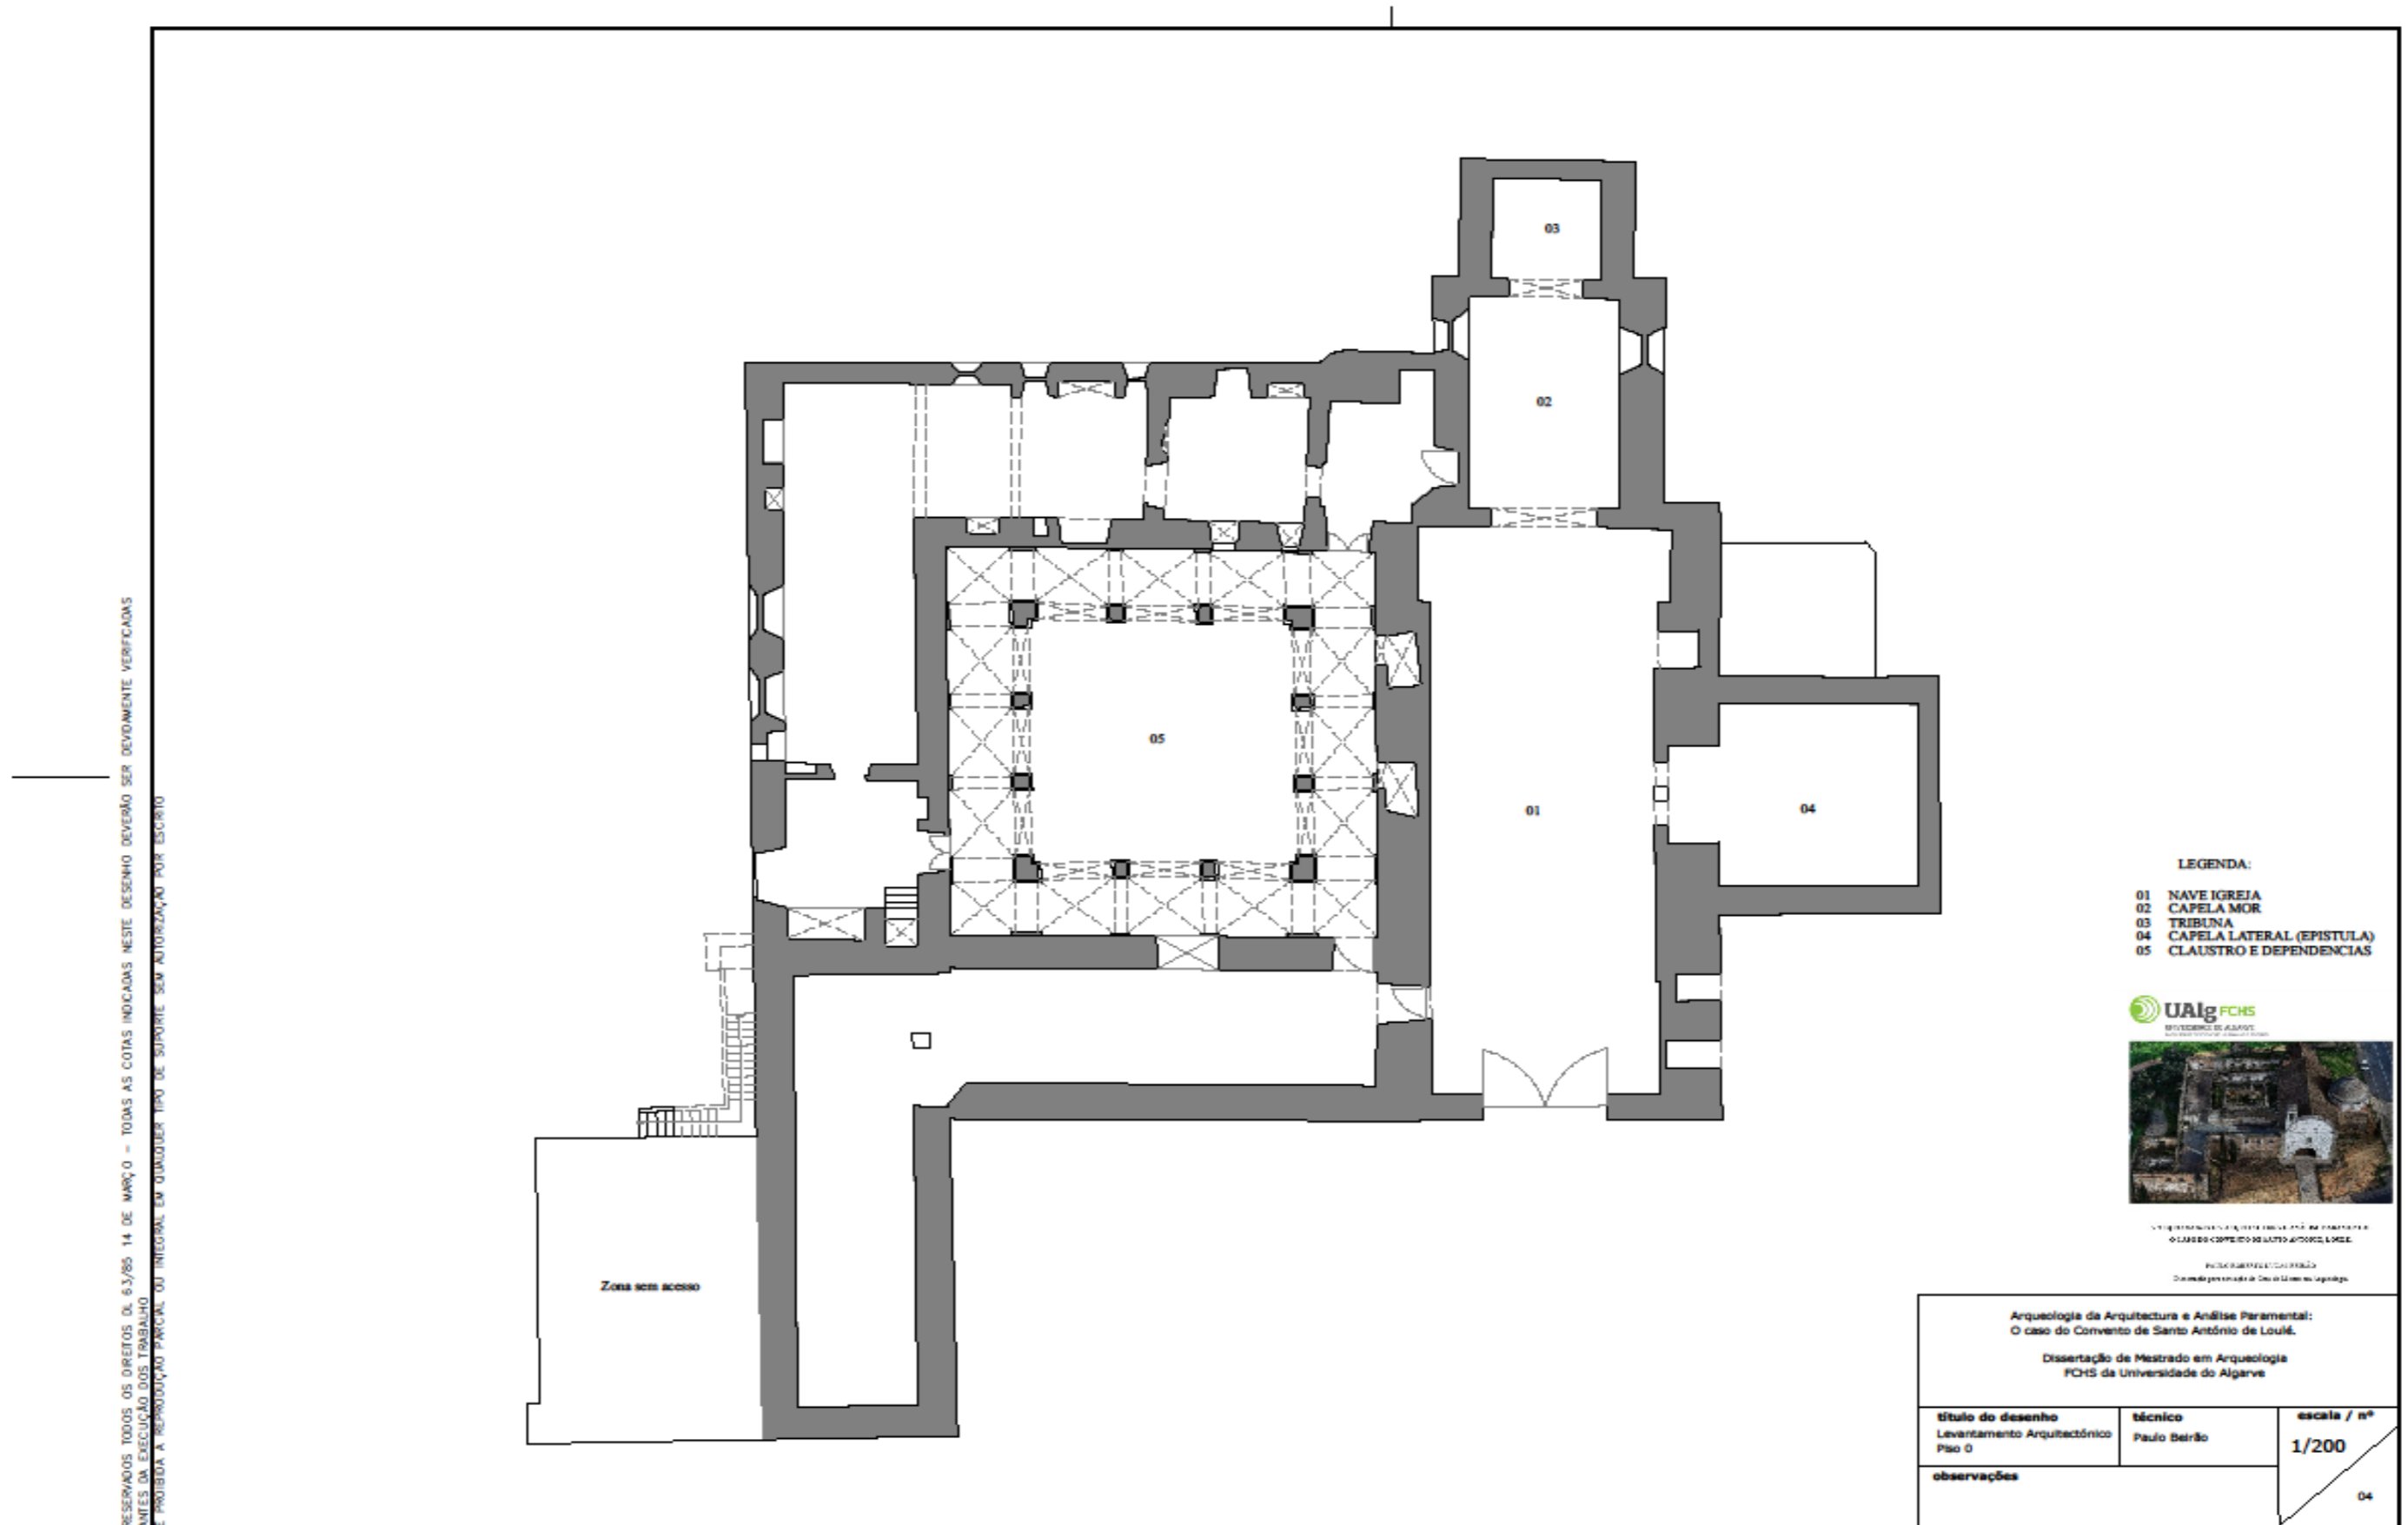 RESERVADOS TODOS OS DIREITOS DL 63/85 14 DE MARÇO - TODAS AS COTAS INDICADAS NESTE DESENHO DEVERÃO SER DEVIDAMENTE VERIFICADAS
ANTES DA EXECUÇÃO DOS TRABALHO
É PROIBIDA A REPRODUÇÃO PARCIAL OU INTEGRAL EM QUALQUER TIPO DE SUPORTE SEM AUTORIZAÇÃO POR ESCRITO
03
02
05
01
04
Zona sem acesso
LEGENDA:
01 NAVE IGREJA
02 CAPELA MOR
03 TRIBUNA
04 CAPELA LATERAL (EPISTULA)
05 CLAUSTRO E DEPENDENCIAS
UAlg FCHS
UNIVERSIDADE DO ALGARVE
Arqueologia da Arquitectura e Análise Paramental:
O caso do Convento de Santo António de Loulé.
Dissertação de Mestrado em Arqueologia
FCHS da Universidade do Algarve
título do desenho
Levantamento Arquitectónico
Piso 0
técnico
Paulo Beirão
escala / nº
1/200
observações
04